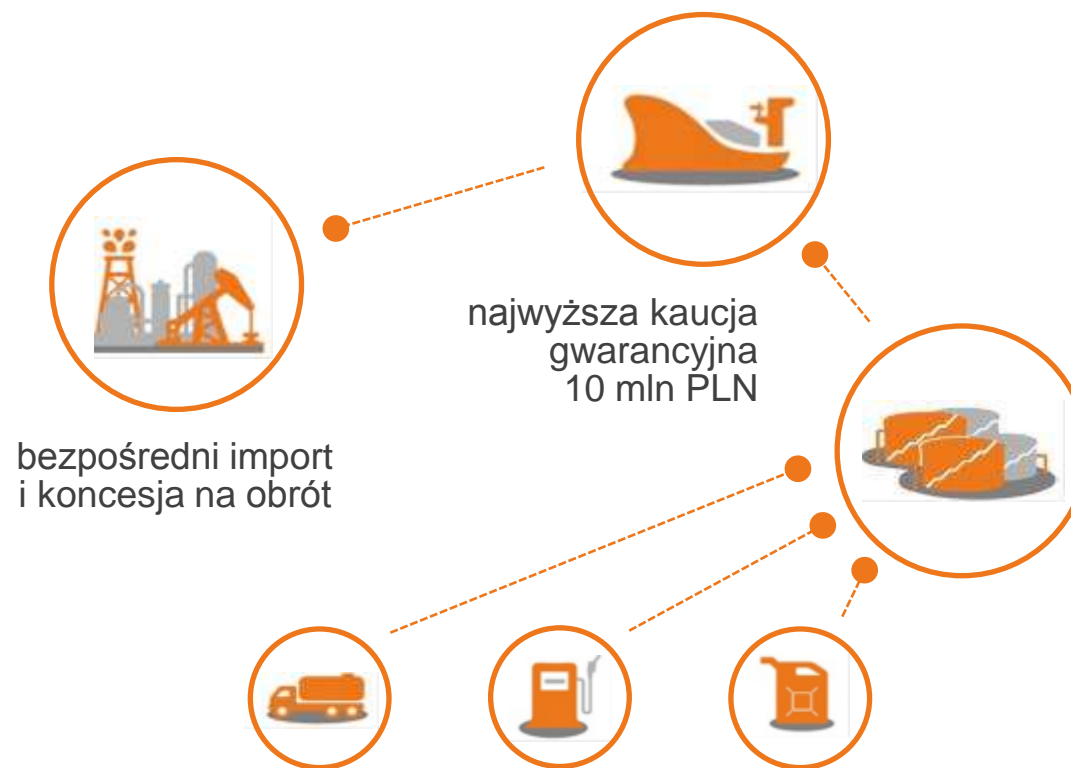 najwyższa kaucja
gwarancyjna
10 mln PLN
bezpośredni import
i koncesja na obrót